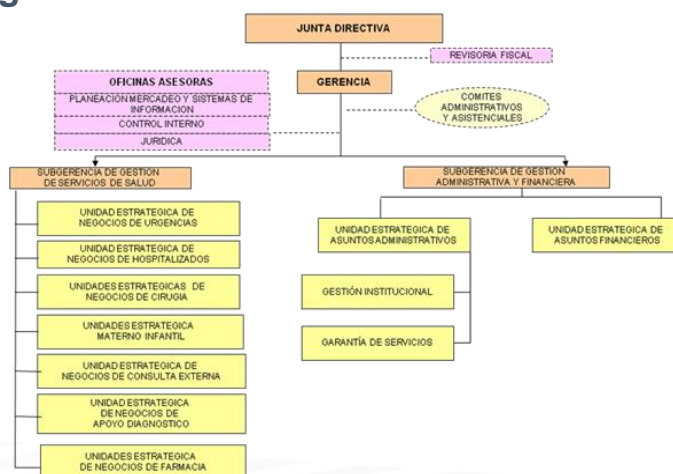 JUNTA DIRECTIVA
REVISORIA FISCAL
OFICINAS ASESORAS
PLANEACION MERCADEO Y SISTEMAS DE
INFORMACION
CONTROL INTERNO
JURIDICA
GERENCIA
COMITES
ADMINISTRATIVOS
Y ASISTENCIALES
SUBGERENCIA DE GESTION
DE SERVICIOS DE SALUD
SUBGERENCIA DE GESTION
ADMINISTRATIVA Y FINANCIERA
UNIDAD ESTRATEGICA DE
NEGOCIOS DE URGENCIAS
UNIDAD ESTRATEGICA DE
NEGOCIOS DE HOSPITALIZADOS
UNIDADES ESTRATEGICAS DE
NEGOCIOS DE CIRUGIA
UNIDADES ESTRATEGICA
MATERNO INFANTIL
UNIDAD ESTRATEGICA DE
NEGOCIOS DE CONSULTA EXTERNA
UNIDAD ESTRATEGICA
DE NEGOCIOS DE
APOYO DIAGNOSTICO
UNIDADES ESTRATEGICA
DE NEGOCIOS DE FARMACIA
UNIDAD ESTRATEGICA DE
ASUNTOS ADMINISTRATIVOS
UNIDAD ESTRATEGICA DE
ASUNTOS FINANCIEROS
GESTIÓN INSTITUCIONAL
GARANTÍA DE SERVICIOS